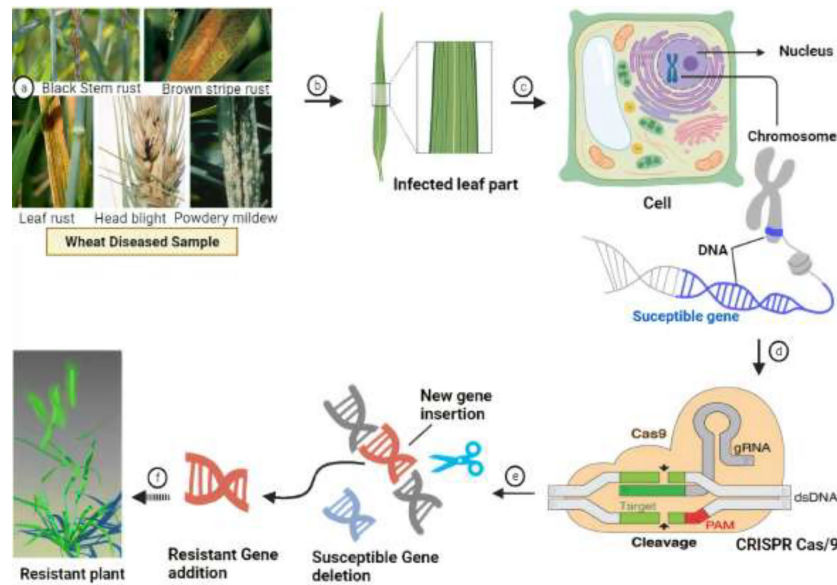 a
Black Stem rust
Brown stripe rust
Leaf rust
Head blight
Powdery mildew
Wheat Diseased Sample
b
Infected leaf part
c
Nucleus
Chromosome
Cell
DNA
Suceptible gene
d
Cas9
gRNA
dsDNA
Tsirget
PAM
Cleavage
CRISPR Cas/9
e
New gene
insertion
Susceptible Gene
deletion
Resistant Gene
addition
f
Resistant plant